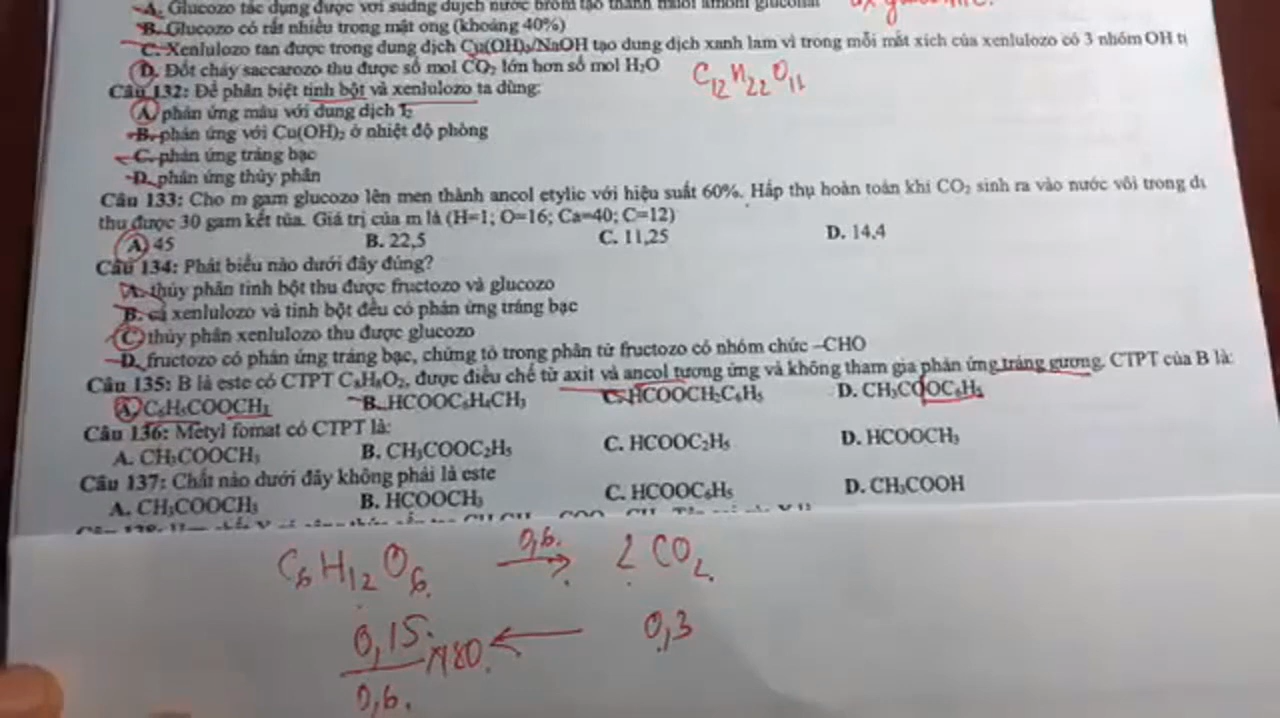 A. Glucozo tác dụng được với
B. Glucozo có rất nhiều trong mật ong (khoảng 40%)
C. Xenlulozo tan được trong dung dịch Cu(OH)₂/NaOH tạo dung dịch xanh lam vì trong mỗi mắt xích của xenlulozo có 3 nhóm OH
D. Đốt cháy saccarozo thu được số mol CO₂ lớn hơn số mol H₂O
C₁₂H₂₂O₁₁
Câu 132: Để phân biệt tinh bột và xenlulozo ta dùng:
A. phản ứng màu với dung dịch I₂
B. phản ứng với Cu(OH)₂ ở nhiệt độ phòng
C. phản ứng tráng bạc
D. phản ứng thủy phân
Câu 133: Cho m gam glucozo lên men thành ancol etylic với hiệu suất 60%. Hấp thụ hoàn toàn khí CO₂ sinh ra vào nước vôi trong
thu được 30 gam kết tủa. Giá trị của m là (H=1; O=16; Ca=40; C=12)
A. 45 B. 22,5 C. 11,25 D. 14,4
Câu 134: Phát biểu nào dưới đây đúng?
A. thủy phân tinh bột thu được fructozo và glucozo
B. cả xenlulozo và tinh bột đều có phản ứng tráng bạc
C. thủy phân xenlulozo thu được glucozo
D. fructozo có phản ứng tráng bạc, chứng tỏ trong phân tử fructozo có nhóm chức –CHO
Câu 135: B là este có CTPT C₈H₈O₂, được điều chế từ axit và ancol tương ứng và không tham gia phản ứng tráng gương. CTPT của B là:
A. C₆H₅COOCH₃ B. HCOOC₆H₄CH₃ C. HCOOCH₂C₆H₅ D. CH₃COOC₆H₅
Câu 136: Metyl fomat có CTPT là:
A. CH₃COOCH₃ B. CH₃COOC₂H₅ C. HCOOC₂H₅ D. HCOOCH₃
Câu 137: Chất nào dưới đây không phải là este
A. CH₃COOCH₃ B. HCOOCH₃ C. HCOOC₆H₅ D. CH₃COOH
C₆H₁₂O₆ 0,6. → 2CO₂
0,15. ×180 ← 0,3
0,6.